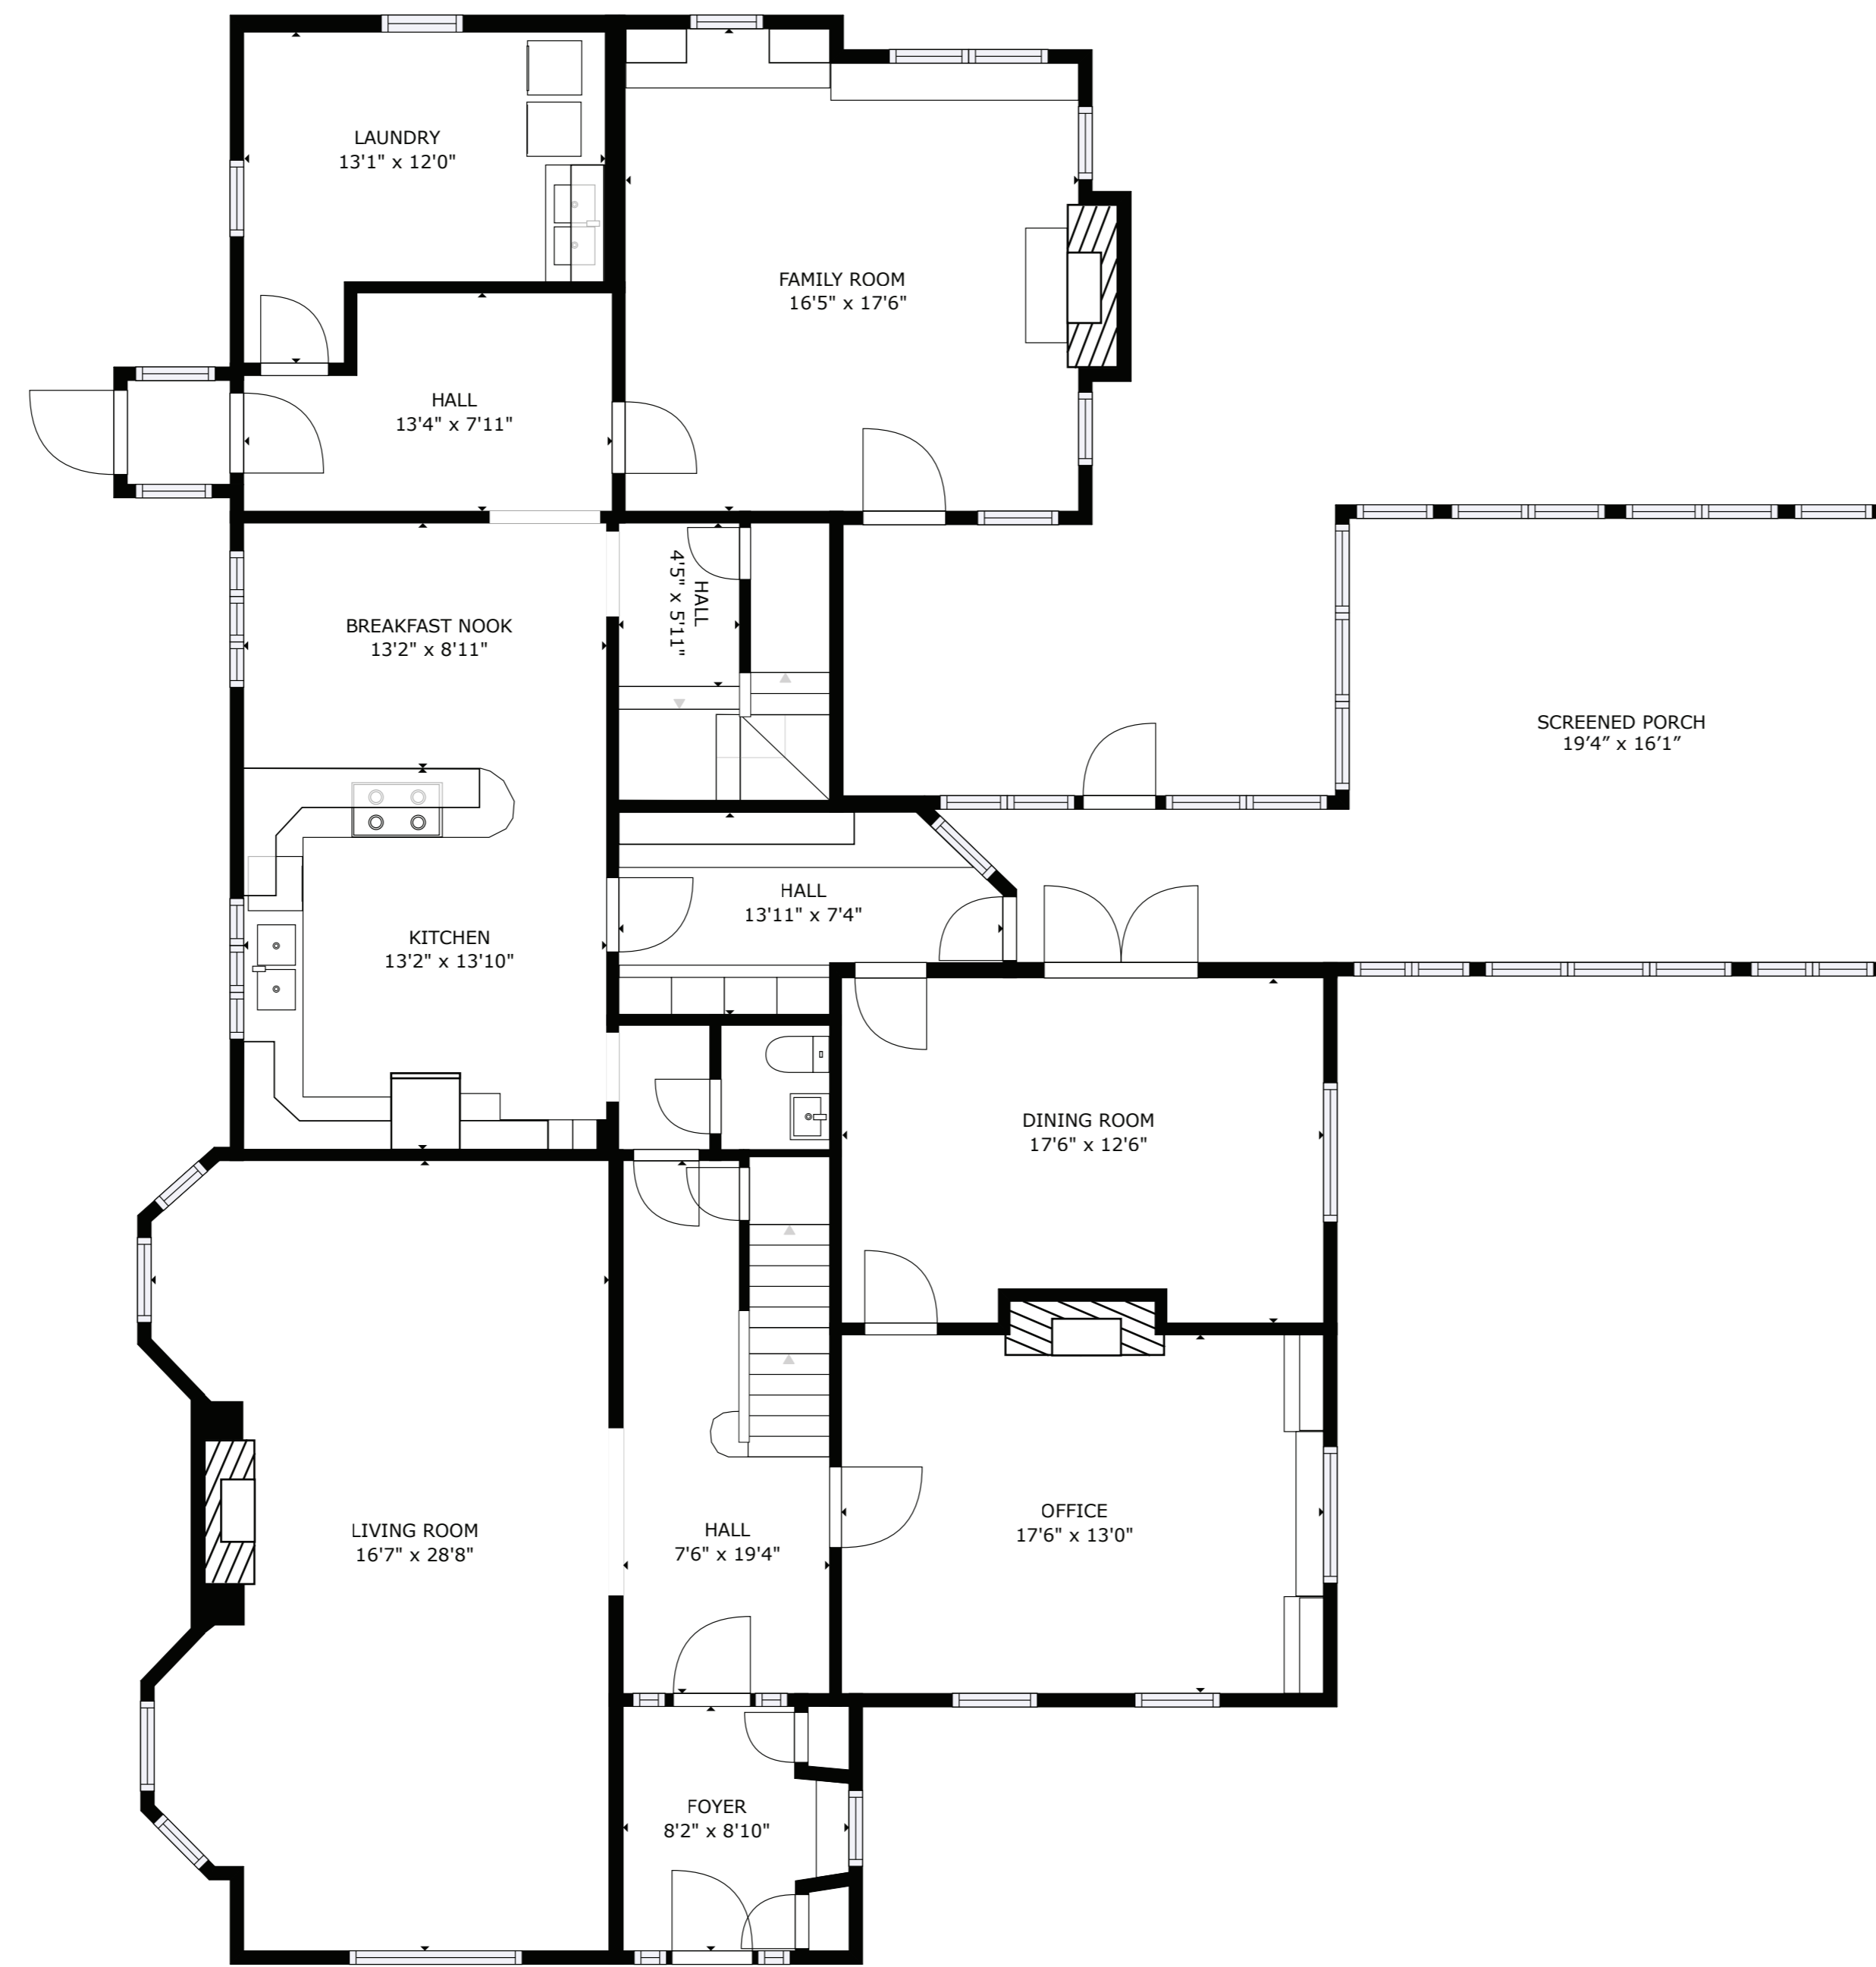 LAUNDRY
13'1" x 12'0"
FAMILY ROOM
16'5" x 17'6"
HALL
13'4" x 7'11"
HALL
4'5" x 5'11"
BREAKFAST NOOK
13'2" x 8'11"
SCREENED PORCH
19’4” x 16’1”
HALL
13'11" x 7'4"
KITCHEN
13'2" x 13'10"
DINING ROOM
17'6" x 12'6"
OFFICE
17'6" x 13'0"
LIVING ROOM
16'7" x 28'8"
HALL
7'6" x 19'4"
FOYER
8'2" x 8'10"